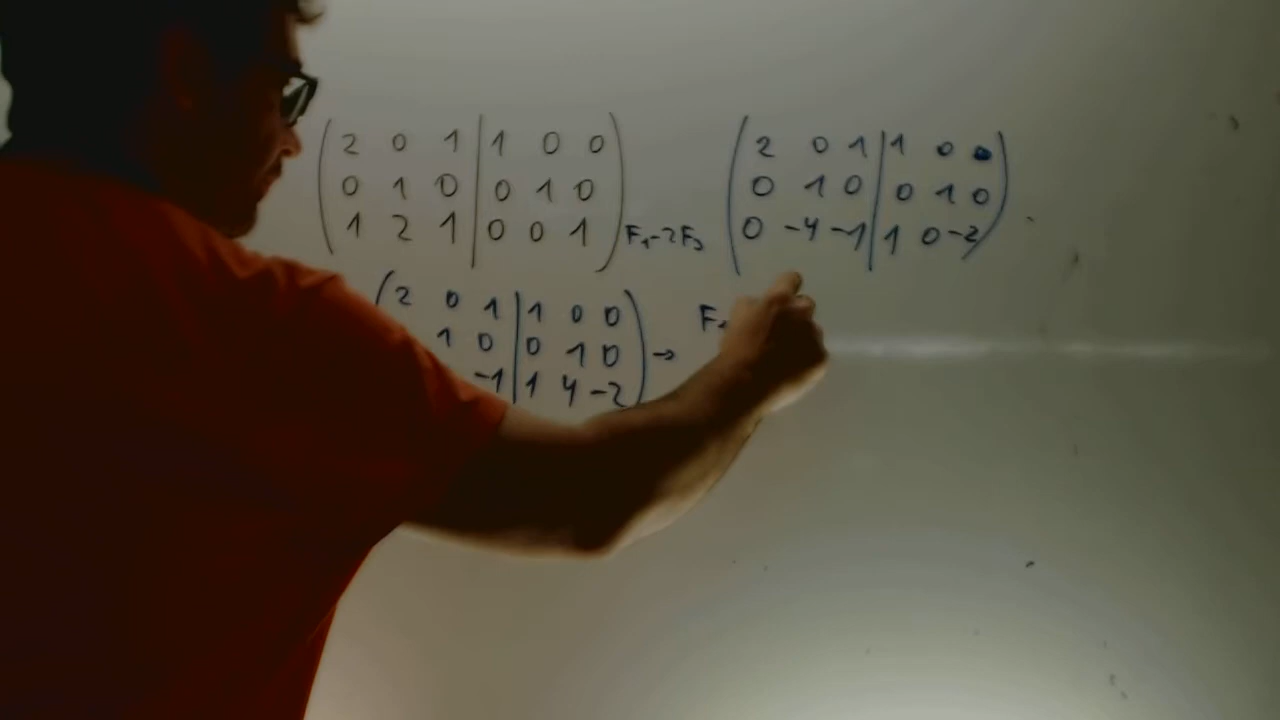 2 0 1 | 1 0 0
0 1 0 | 0 1 0
1 2 1 | 0 0 1
F₁-2F₃
2 0 1 | 1 0 0
0 1 0 | 0 1 0
0 -4 -1 | 1 0 -2
2 0 1 | 1 0 0
1 0 | 0 1 0 →
-1 | 1 4 -2